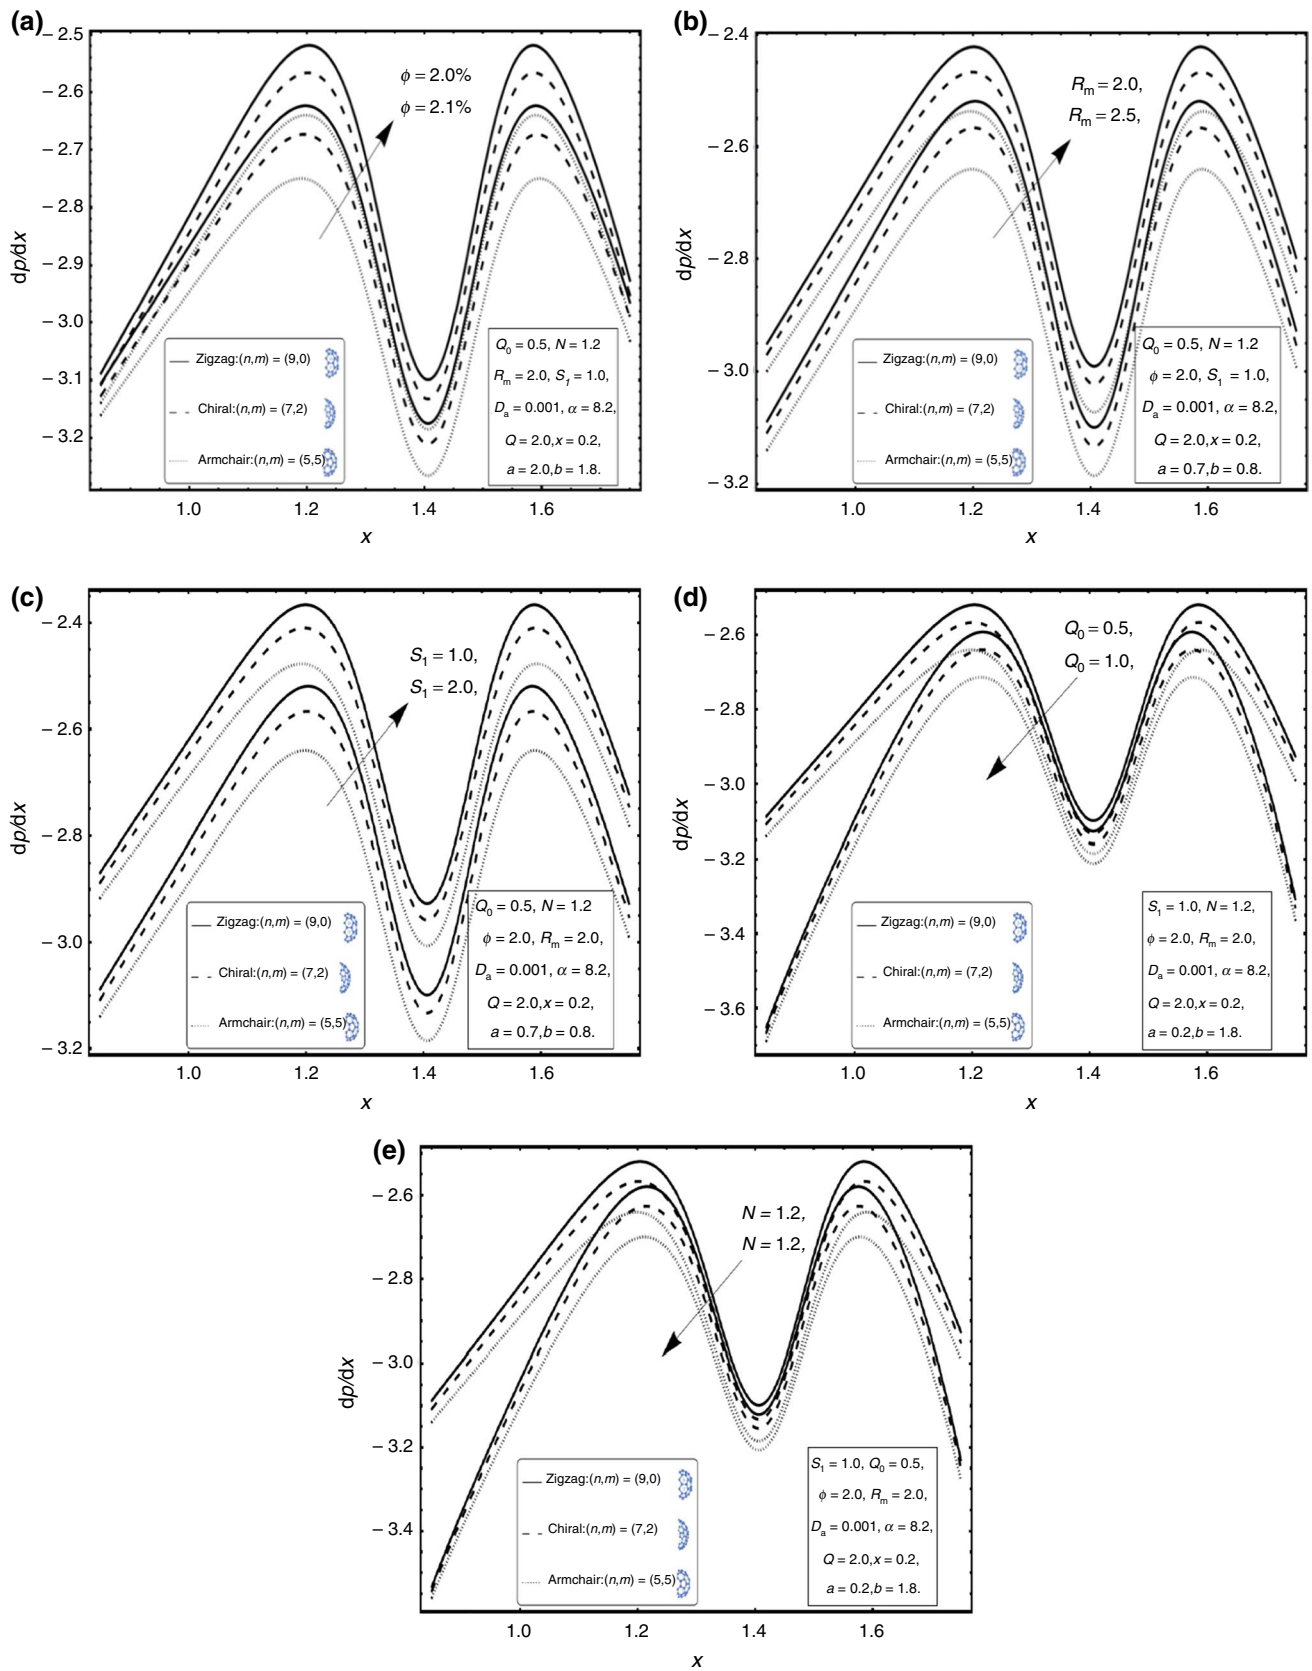 (a)
– 2.5
– 2.6
– 2.7
– 2.8
– 2.9
– 3.0
– 3.1
– 3.2
dp/dx
ϕ = 2.0%
ϕ = 2.1%
Zigzag:(n,m) = (9,0)
Chiral:(n,m) = (7,2)
Armchair:(n,m) = (5,5)
Q₀ = 0.5, N = 1.2
Rₘ = 2.0, S₁ = 1.0,
Dₐ = 0.001, α = 8.2,
Q = 2.0,x = 0.2,
a = 2.0,b = 1.8.
1.0 1.2 1.4 1.6
x
(b)
– 2.4
– 2.6
– 2.8
– 3.0
– 3.2
dp/dx
Rₘ = 2.0,
Rₘ = 2.5,
Zigzag:(n,m) = (9,0)
Chiral:(n,m) = (7,2)
Armchair:(n,m) = (5,5)
Q₀ = 0.5, N = 1.2
ϕ = 2.0, S₁ = 1.0,
Dₐ = 0.001, α = 8.2,
Q = 2.0,x = 0.2,
a = 0.7,b = 0.8.
1.0 1.2 1.4 1.6
x
(c)
– 2.4
– 2.6
– 2.8
– 3.0
– 3.2
dp/dx
S₁ = 1.0,
S₁ = 2.0,
Zigzag:(n,m) = (9,0)
Chiral:(n,m) = (7,2)
Armchair:(n,m) = (5,5)
Q₀ = 0.5, N = 1.2
ϕ = 2.0, Rₘ = 2.0,
Dₐ = 0.001, α = 8.2,
Q = 2.0,x = 0.2,
a = 0.7,b = 0.8.
1.0 1.2 1.4 1.6
x
(d)
– 2.6
– 2.8
– 3.0
– 3.2
– 3.4
– 3.6
dp/dx
Q₀ = 0.5,
Q₀ = 1.0,
Zigzag:(n,m) = (9,0)
Chiral:(n,m) = (7,2)
Armchair:(n,m) = (5,5)
S₁ = 1.0, N = 1.2,
ϕ = 2.0, Rₘ = 2.0,
Dₐ = 0.001, α = 8.2,
Q = 2.0,x = 0.2,
a = 0.2,b = 1.8.
1.0 1.2 1.4 1.6
x
(e)
– 2.6
– 2.8
– 3.0
– 3.2
– 3.4
dp/dx
N = 1.2,
N = 1.2,
Zigzag:(n,m) = (9,0)
Chiral:(n,m) = (7,2)
Armchair:(n,m) = (5,5)
S₁ = 1.0, Q₀ = 0.5,
ϕ = 2.0, Rₘ = 2.0,
Dₐ = 0.001, α = 8.2,
Q = 2.0,x = 0.2,
a = 0.2,b = 1.8.
1.0 1.2 1.4 1.6
x